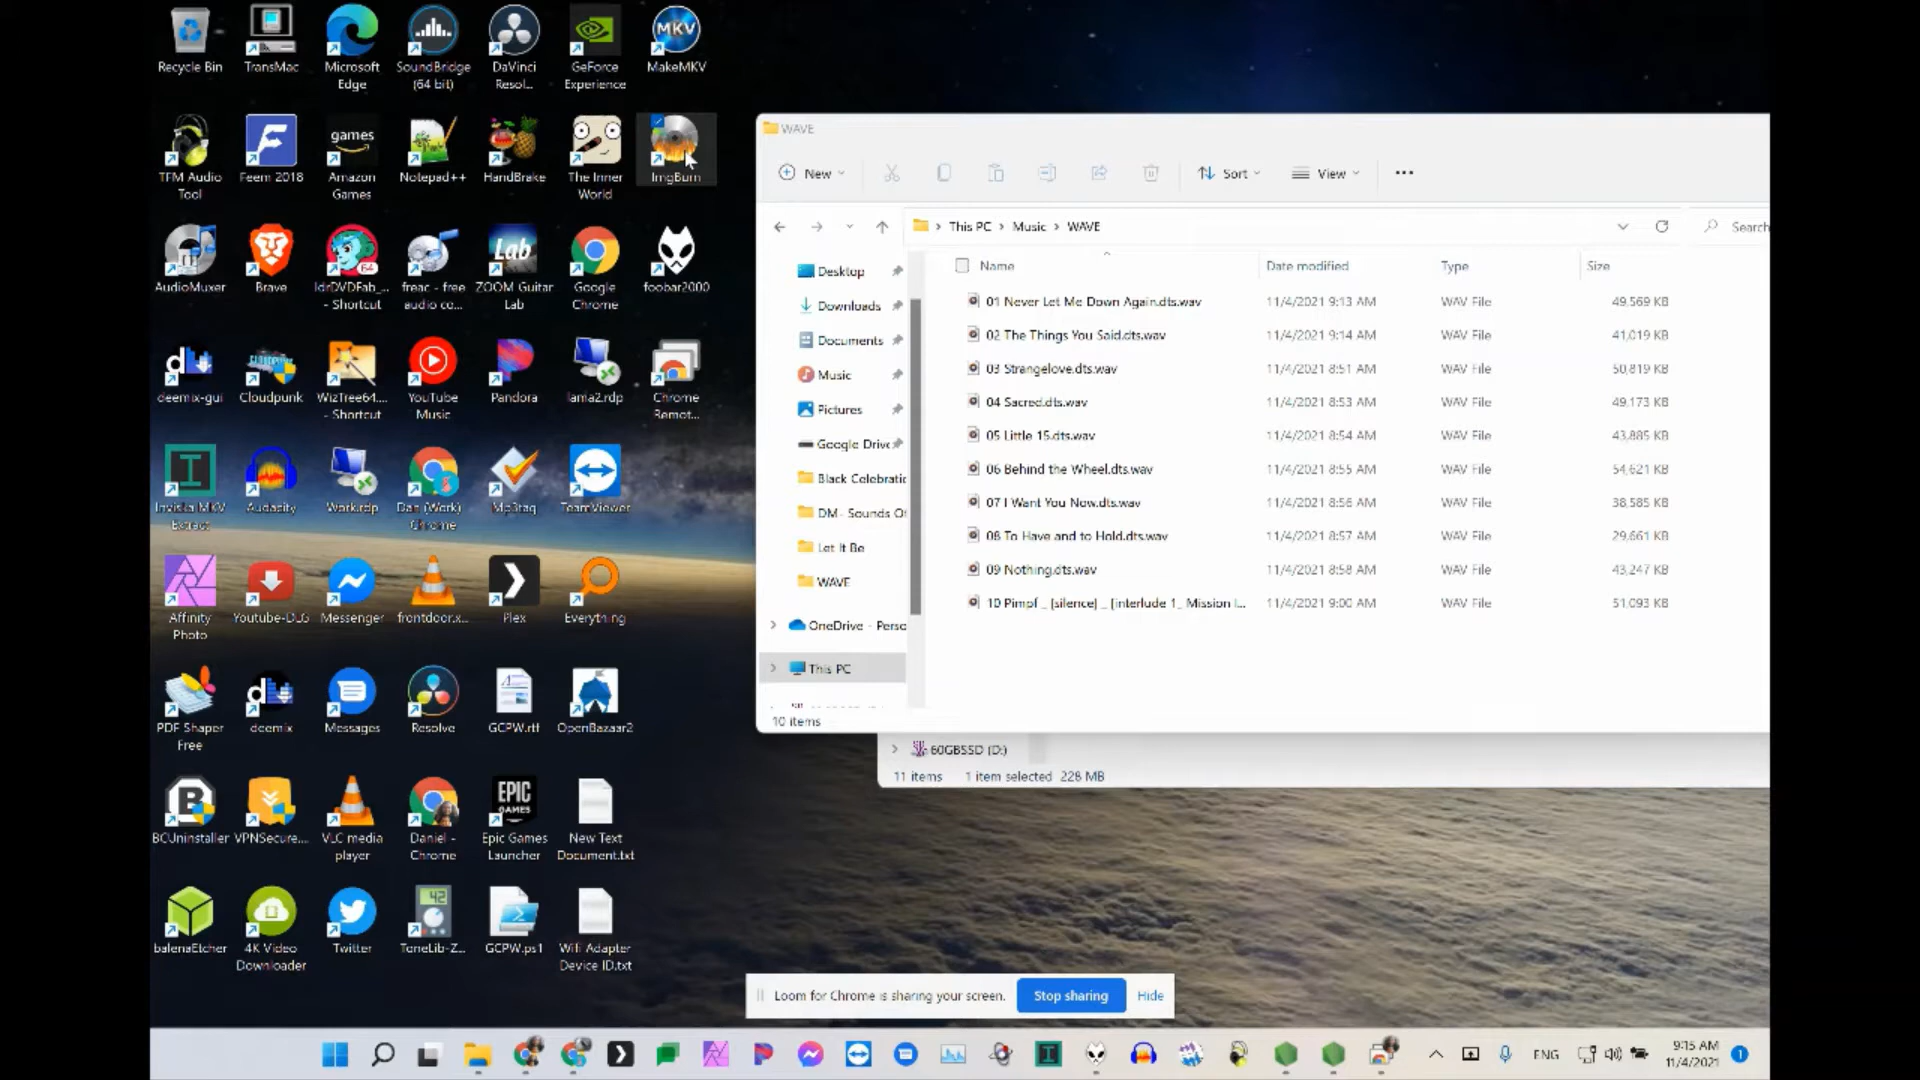 Recycle Bin
TransMac
Microsoft
Edge
SoundBridge
(64 bit)
DaVinci
Resol...
GeForce
Experience
MKV
MakeMKV
TFM Audio
Tool
Feem 2018
games
Amazon
Games
Notepad++
HandBrake
The Inner
World
ImgBurn
AudioMuxer
Brave
64
ldrDVDFab_...
- Shortcut
freac - free
audio co...
Lab
ZOOM Guitar
Lab
Google
Chrome
foobar2000
deemix-gui
Cloudpunk
WizTree64....
- Shortcut
YouTube
Music
Pandora
lama2.rdp
Chrome
Remot...
Inviska MKV
Extract
Audacity
Work.rdp
Dan (Work)
Chrome
Mp3tag
TeamViewer
Affinity
Photo
Youtube-DLG
Messenger
frontdoor.x...
Plex
Everything
PDF Shaper
Free
deemix
Messages
Resolve
GCPW.rtf
OpenBazaar2
BCUninstaller
VPNSecure....
VLC media
player
Daniel -
Chrome
EPIC
GAMES
Epic Games
Launcher
New Text
Document.txt
balenaEtcher
4K Video
Downloader
Twitter
42
ToneLib-Z...
GCPW.ps1
Wifi Adapter
Device ID.txt
WAVE
New
Sort
View
This PC > Music > WAVE
Search
Name Date modified Type Size
Desktop
Downloads
Documents
Music
Pictures
Google Drive
Black Celebratic
DM - Sounds O
Let It Be
WAVE
OneDrive - Perso
This PC
01 Never Let Me Down Again.dts.wav 11/4/2021 9:13 AM WAV File 49,569 KB
02 The Things You Said.dts.wav 11/4/2021 9:14 AM WAV File 41,019 KB
03 Strangelove.dts.wav 11/4/2021 8:51 AM WAV File 50,819 KB
04 Sacred.dts.wav 11/4/2021 8:53 AM WAV File 49,173 KB
05 Little 15.dts.wav 11/4/2021 8:54 AM WAV File 43,885 KB
06 Behind the Wheel.dts.wav 11/4/2021 8:55 AM WAV File 54,621 KB
07 I Want You Now.dts.wav 11/4/2021 8:56 AM WAV File 38,585 KB
08 To Have and to Hold.dts.wav 11/4/2021 8:57 AM WAV File 29,661 KB
09 Nothing.dts.wav 11/4/2021 8:58 AM WAV File 43,247 KB
10 Pimpf _ [silence] _ [interlude 1_ Mission I... 11/4/2021 9:00 AM WAV File 51,093 KB
10 items
60GBSSD (D:)
11 items 1 item selected 228 MB
Loom for Chrome is sharing your screen. Stop sharing Hide
ENG
9:15 AM
11/4/2021
1